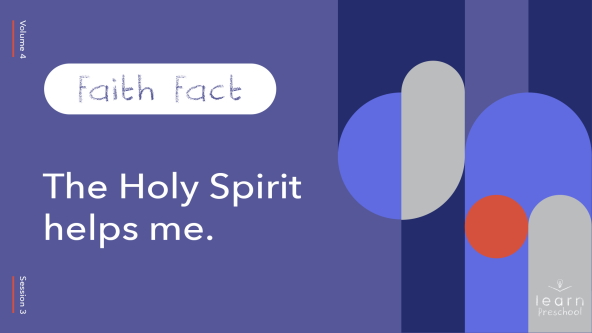 Volume 4
Faith Fact
The Holy Spirit
helps me.
Session 3
learn
Preschool